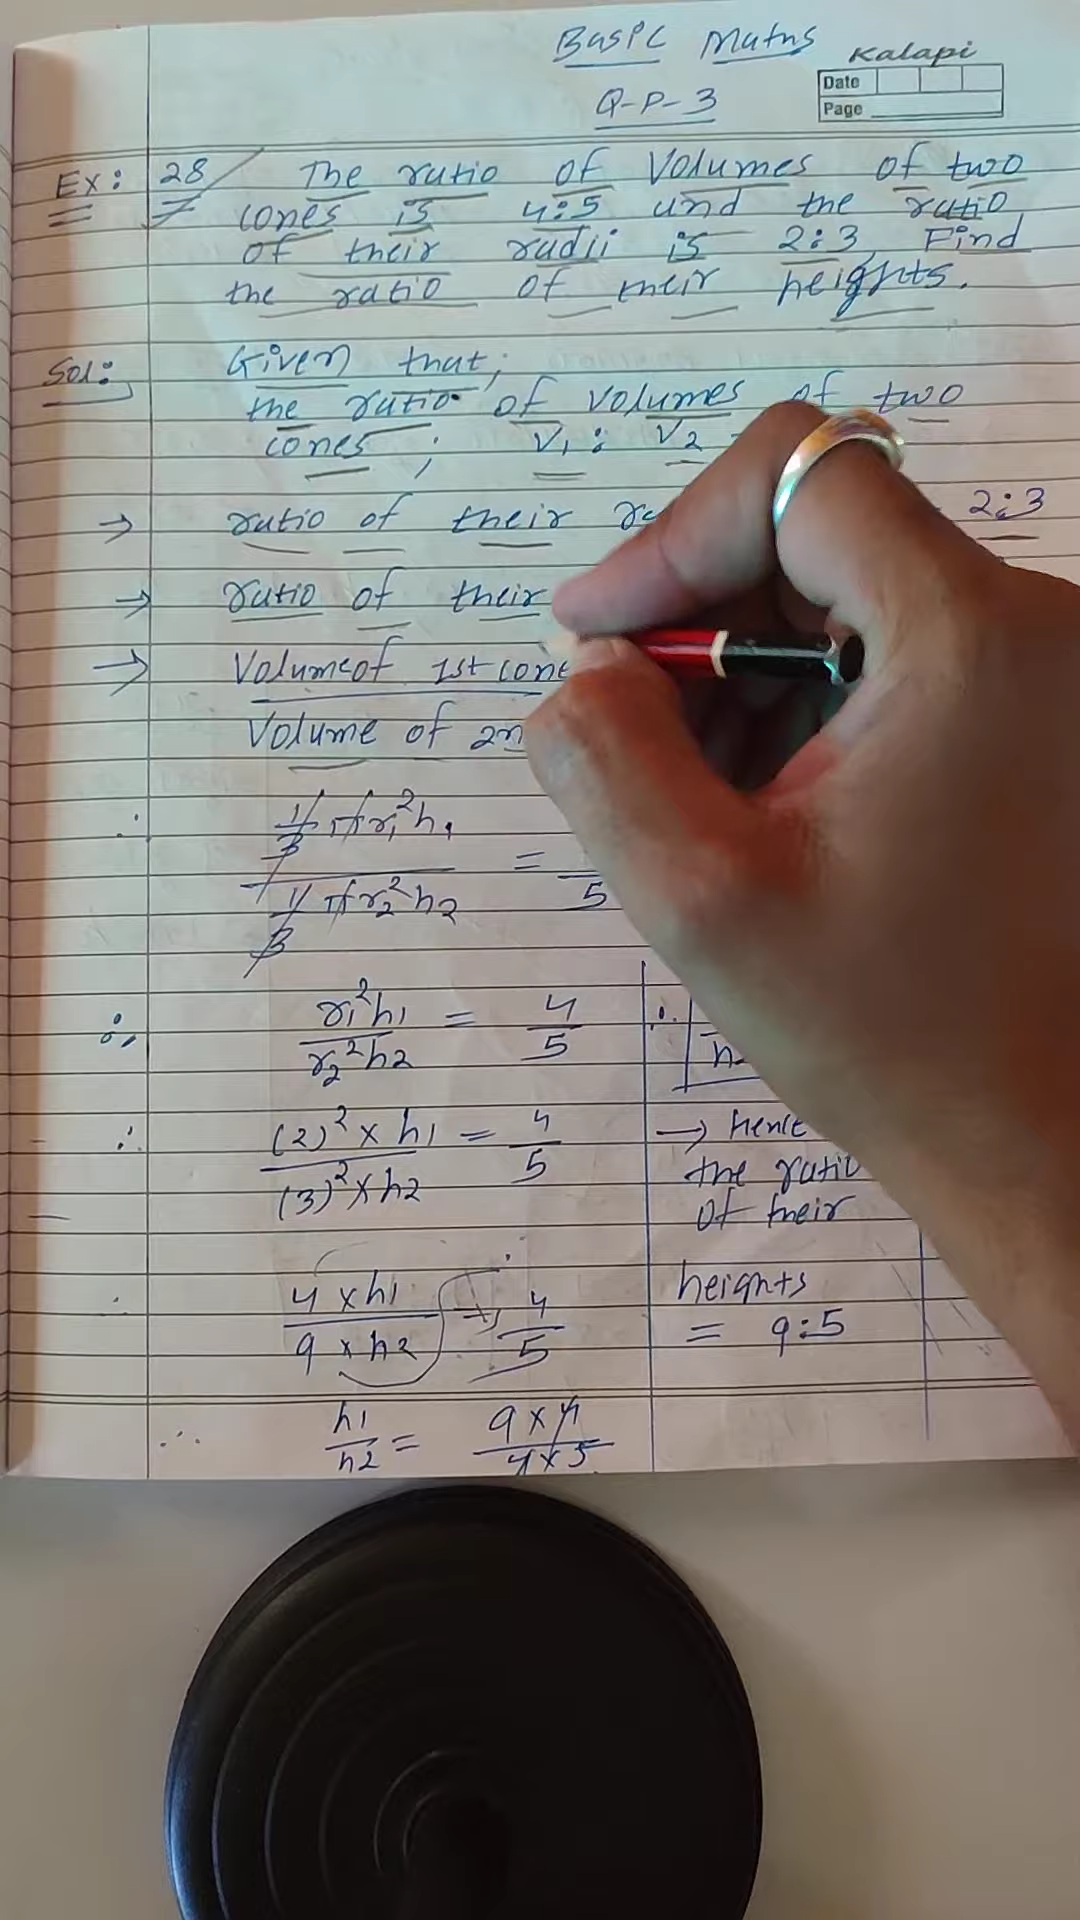 Basic Maths
Q-P-3
Kalapi
Date
Page
Ex: 28 The ratio of Volumes of two
cones is 4:5 and the ratio
of their radii is 2:3, Find
the ratio of their heights.
Sol: Given that;
the ratio of volumes of two
cones; V1 : V2
→ ratio of their 2:3
→ ratio of their
→ Volume of 1st cone
Volume of
∴ 1/3 πr1²h1
= /5
1/3 πr2²h2
∴ r1²h1 / r2²h2 = 4/5
∴ (2)² × h1 / (3)² × h2 = 4/5
∴ 4 × h1 / 9 × h2 = 4/5
∴ h1/h2 = 9 × 4 / 4 × 5
∴
→ Hence
the ratio
of their
heights
= 9:5